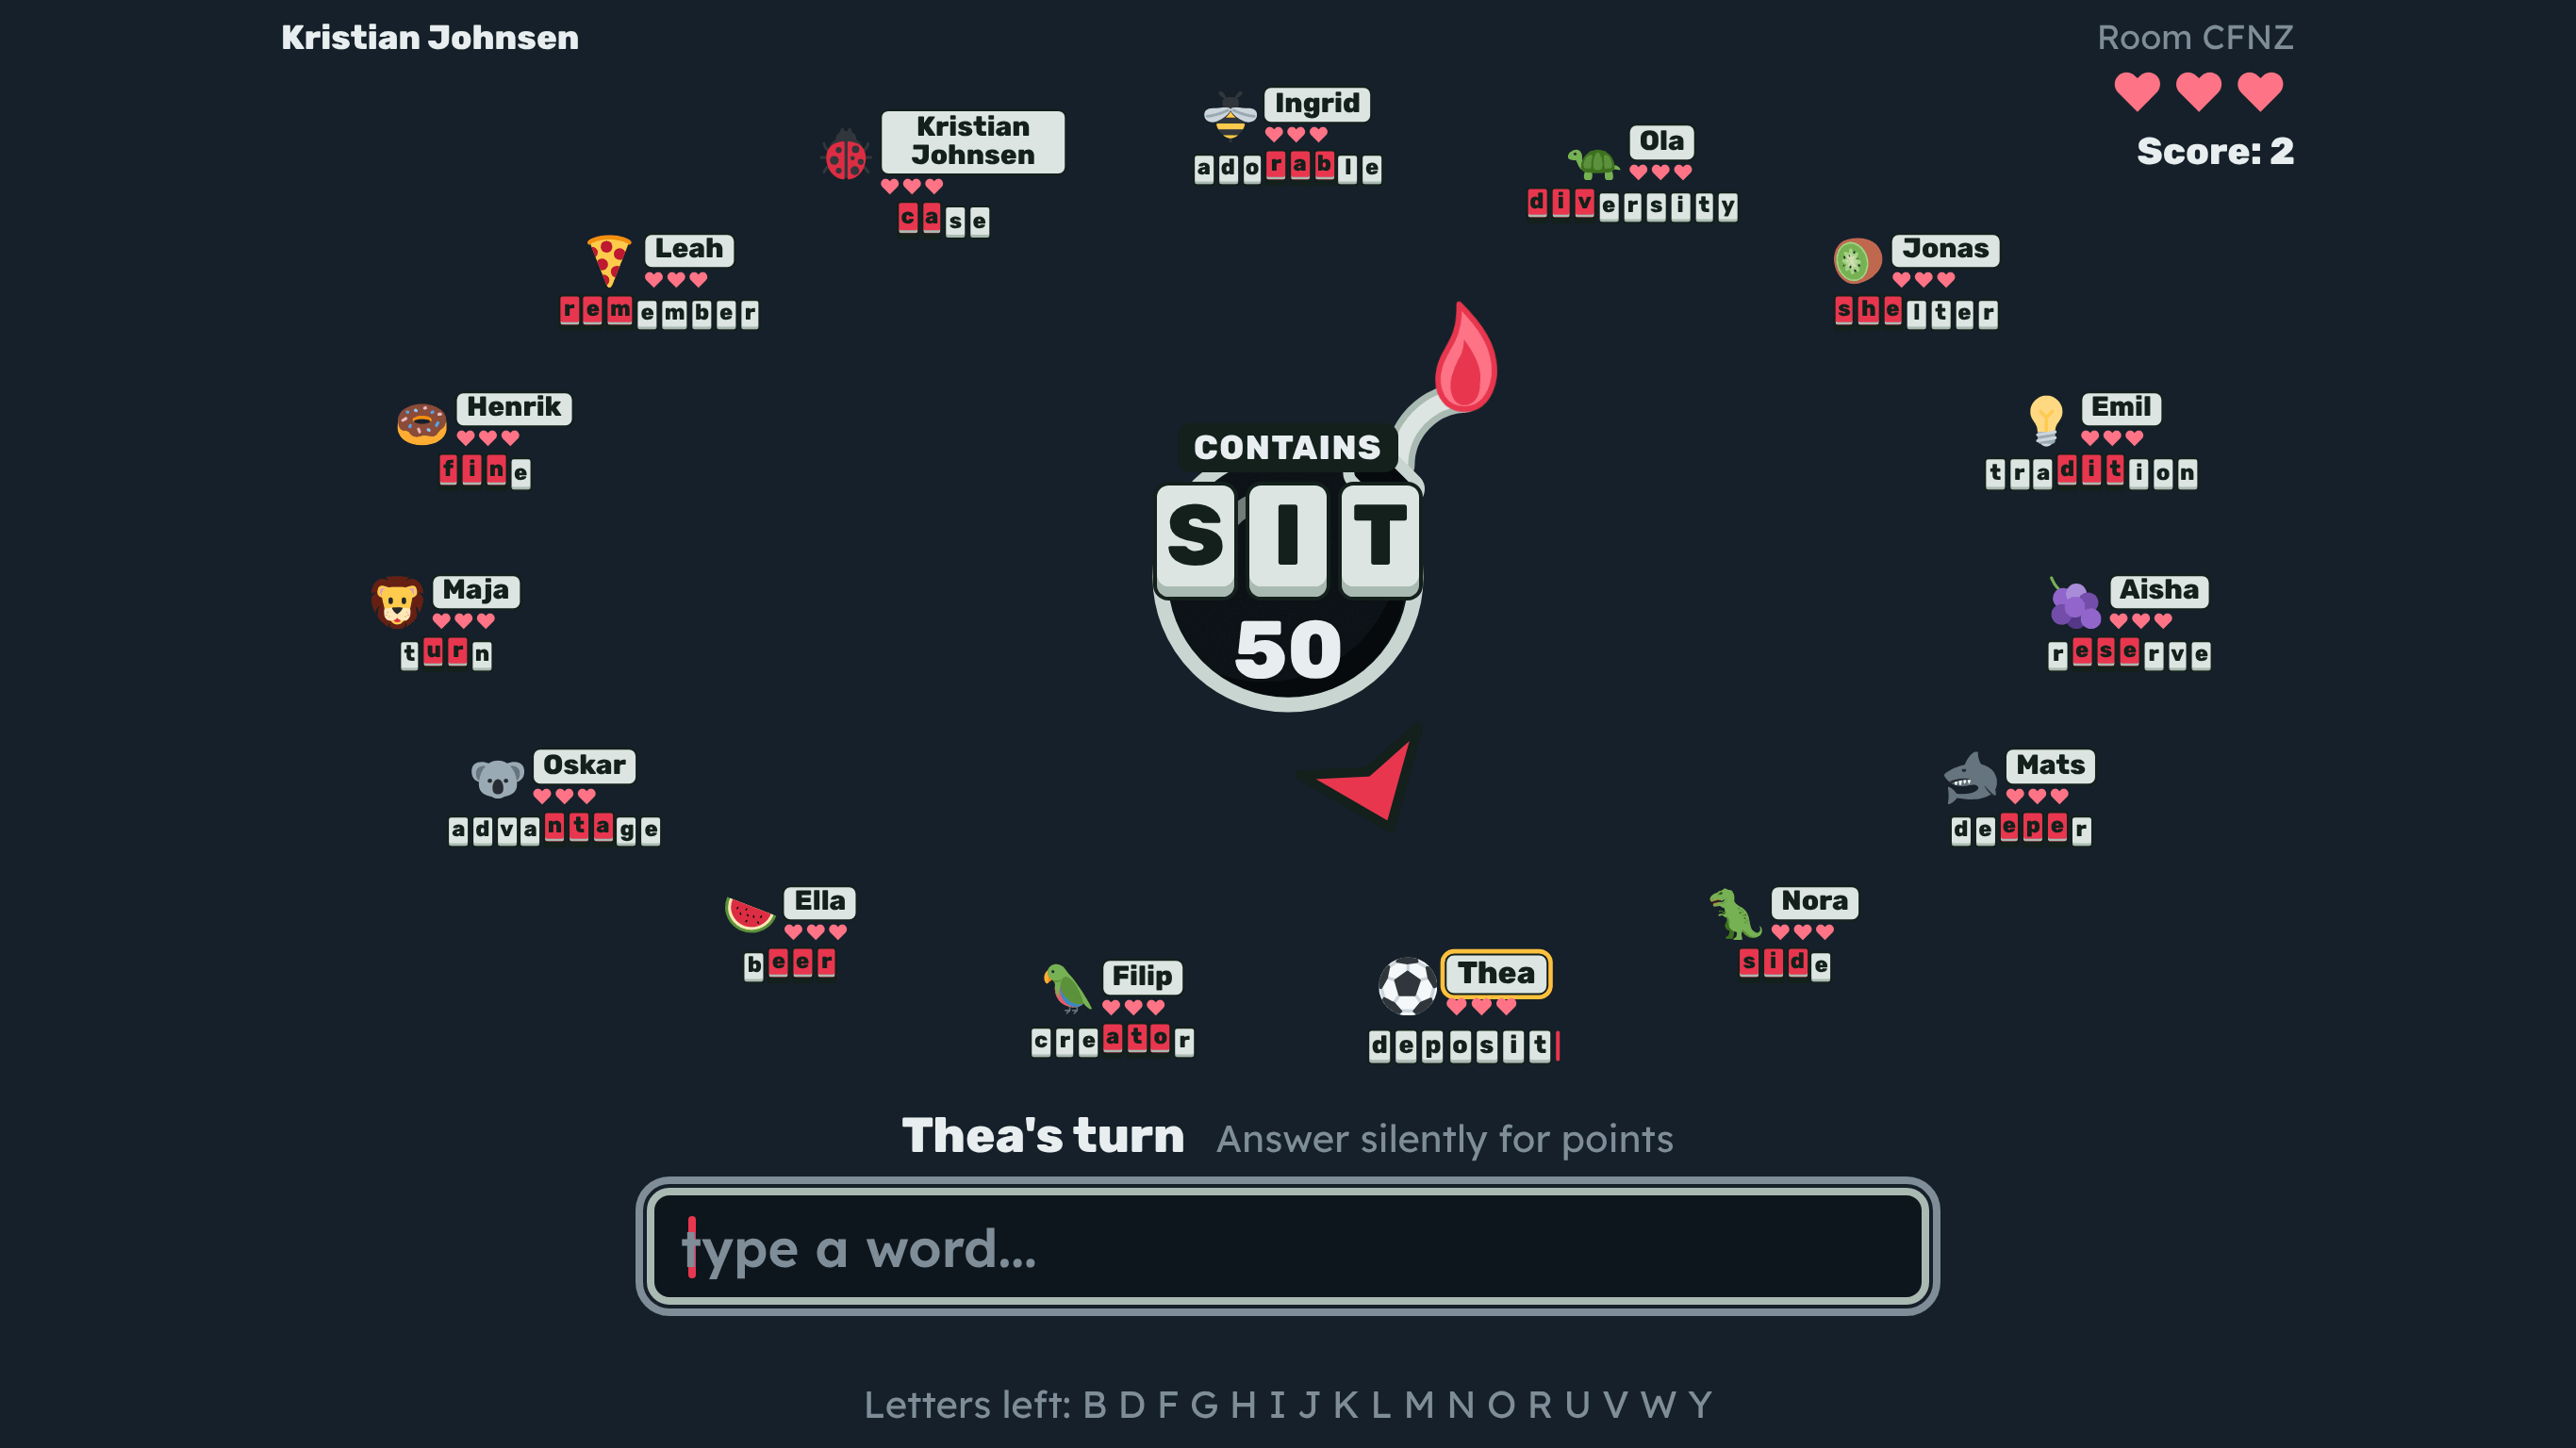 Kristian Johnsen
Room CFNZ
Score: 2
Kristian
Johnsen
case
Ingrid
adorable
Ola
diversity
Leah
remember
Jonas
shelter
Henrik
fine
Emil
tradition
CONTAINS
SIT
50
Maja
turn
Aisha
reserve
Oskar
advantage
Mats
deeper
Ella
beer
Nora
side
Filip
creator
Thea
deposit
Thea's turn Answer silently for points
type a word...
Letters left: B D F G H I J K L M N O R U V W Y